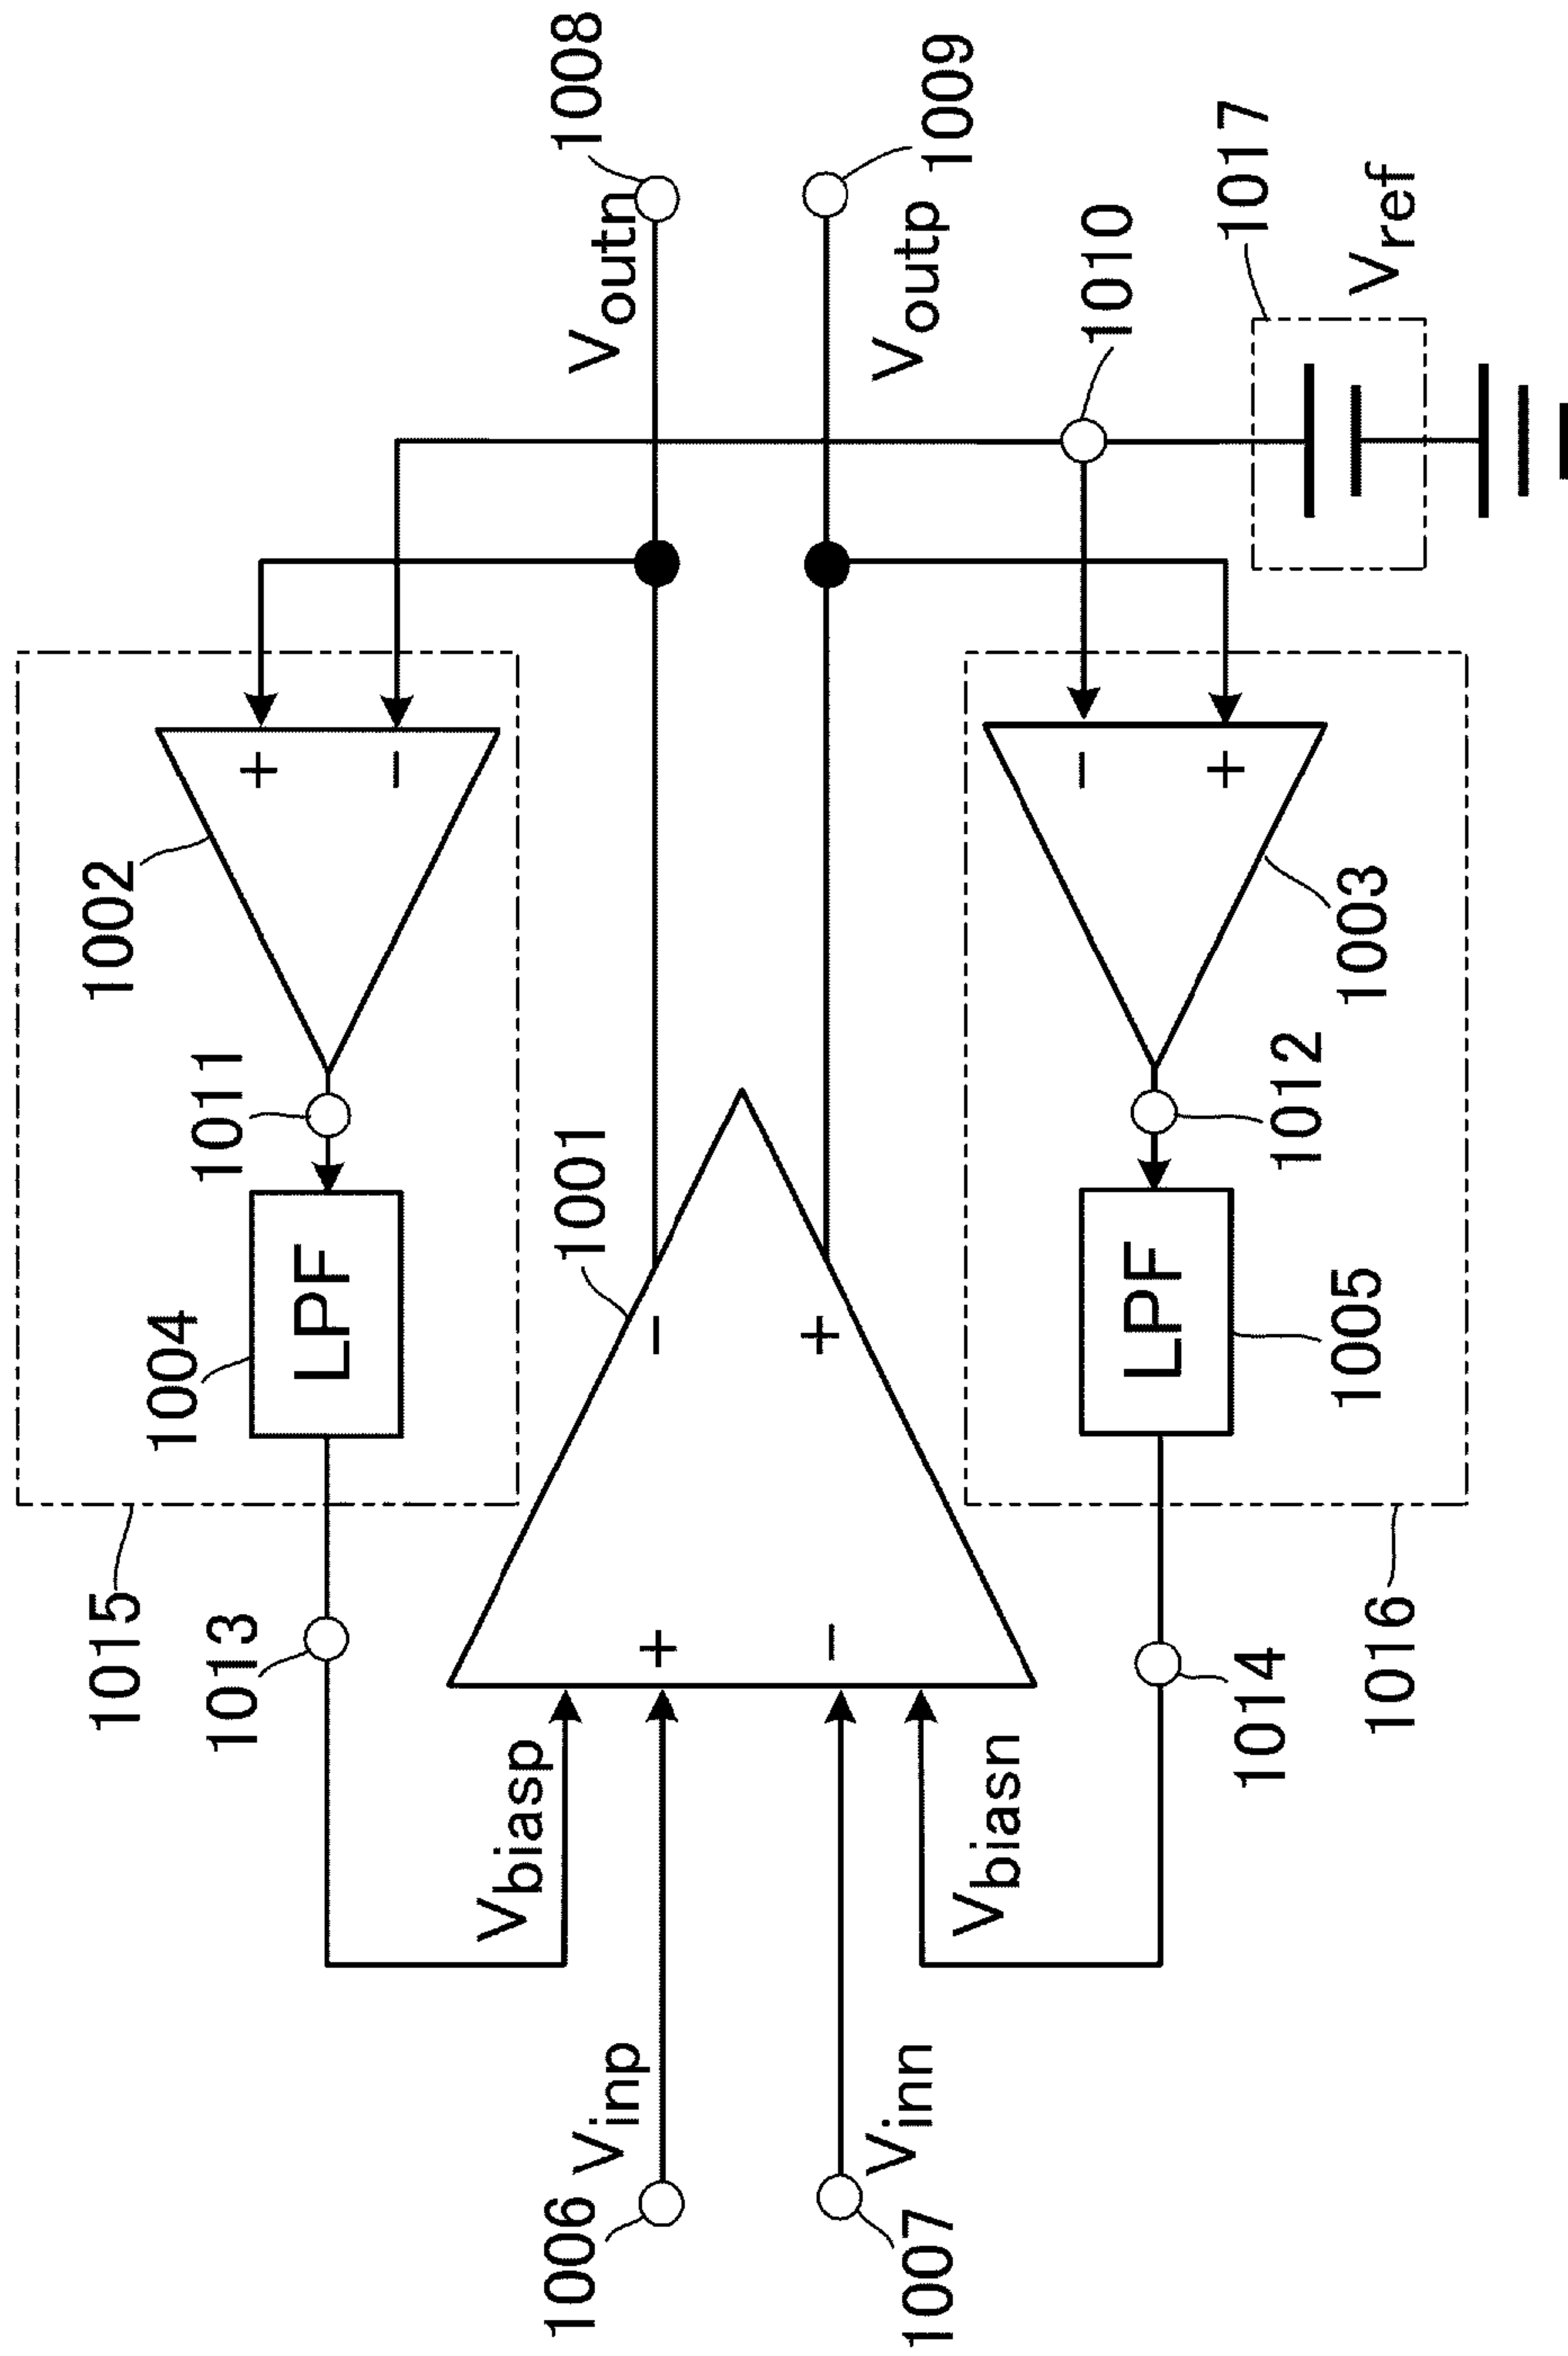 1015
1004
1011
1002
LPF
+
−
1013
Vbiasp
1001
Voutn
1008
1006
Vinp
+
−
1007
Vinn
−
+
Voutp
1009
Vbiasn
1014
LPF
1012
−
+
1010
1016
1005
1003
1017
Vref